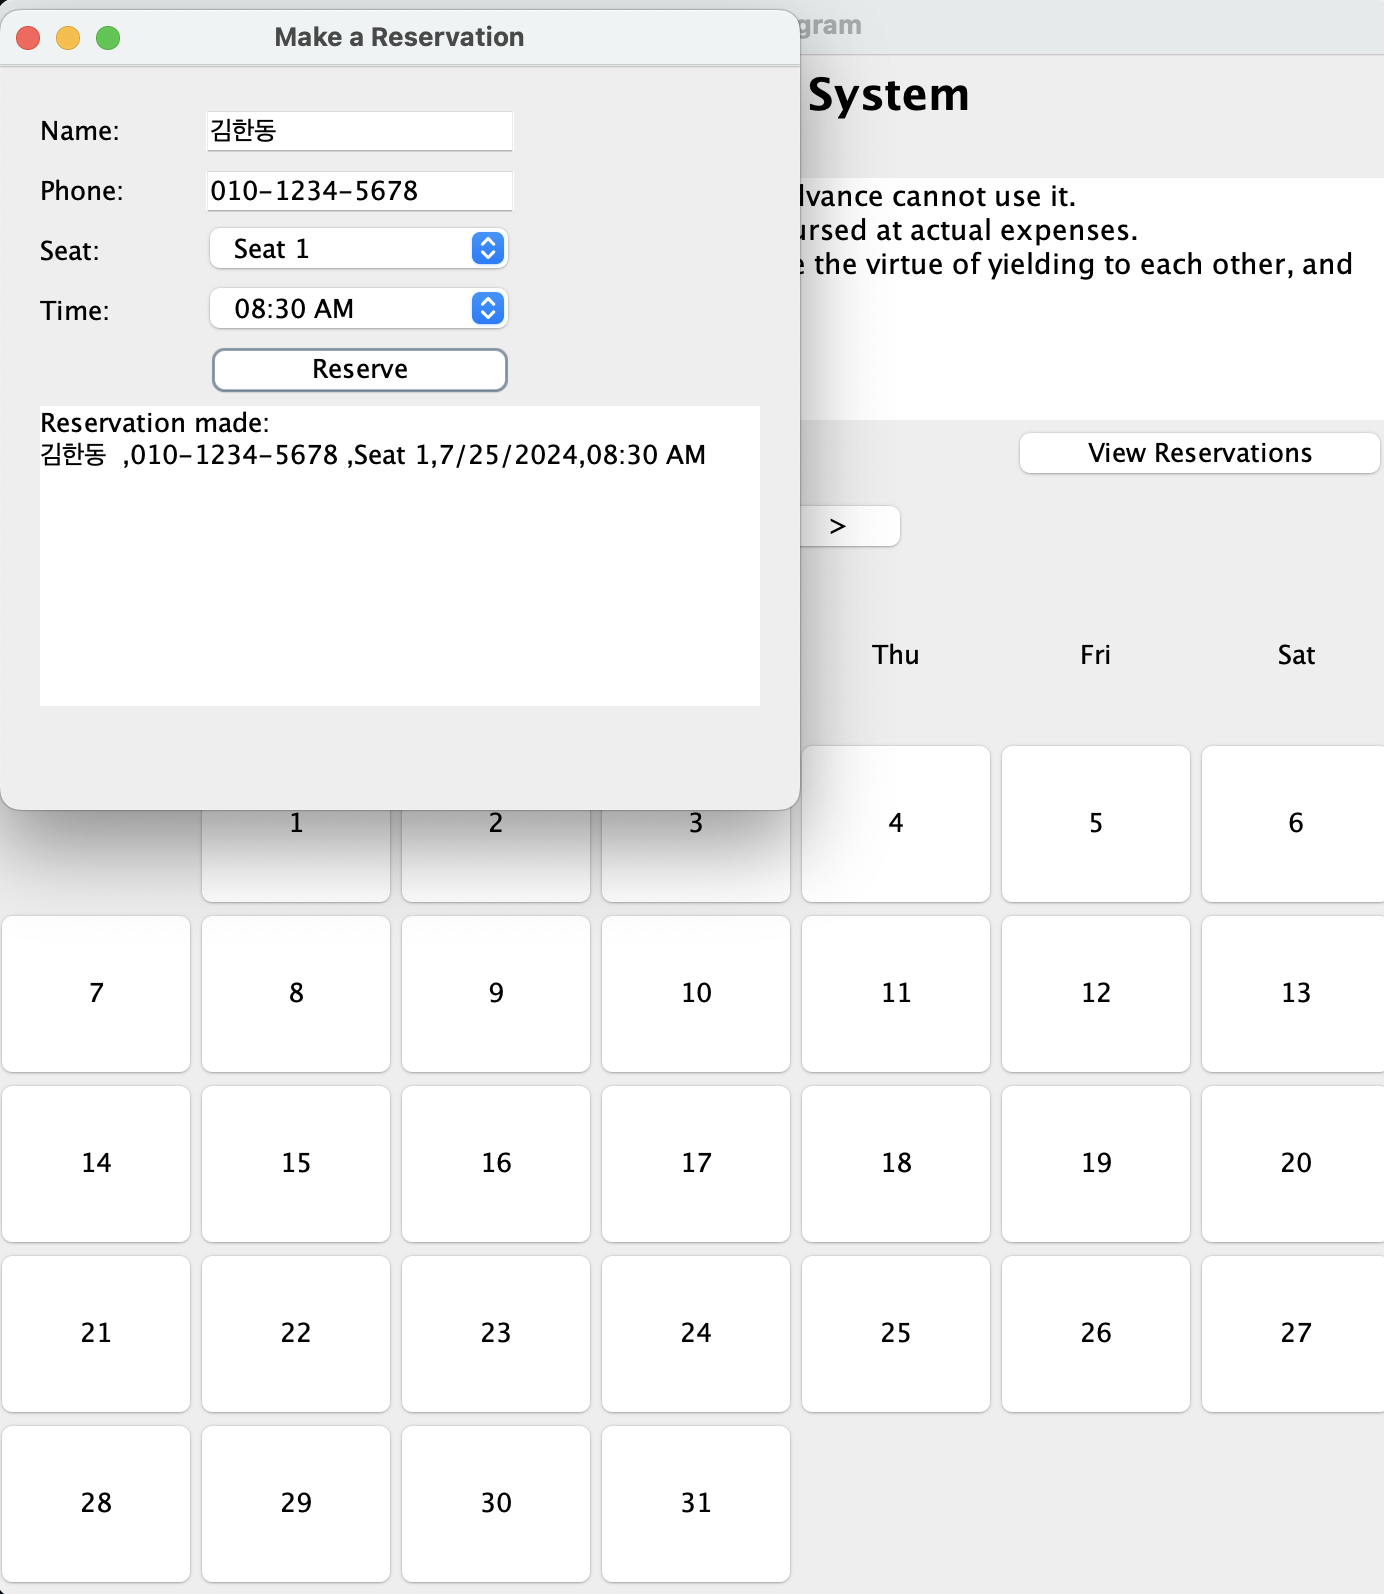 Make a Reservation
Name: 김한동
Phone: 010-1234-5678
Seat: Seat 1
Time: 08:30 AM
Reserve
Reservation made:
김한동 ,010-1234-5678 ,Seat 1,7/25/2024,08:30 AM
System
cannot use it.
at actual expenses.
the virtue of yielding to each other, and
View Reservations
>
Thu Fri Sat
1 2 3 4 5 6
7 8 9 10 11 12 13
14 15 16 17 18 19 20
21 22 23 24 25 26 27
28 29 30 31